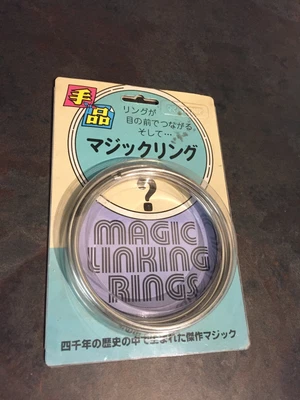 手品
リングが
目の前でつながる。
そして…
マジックリング
?
MAGIC
LINKING
RINGS
四千年の歴史の中で生まれた傑作マジック